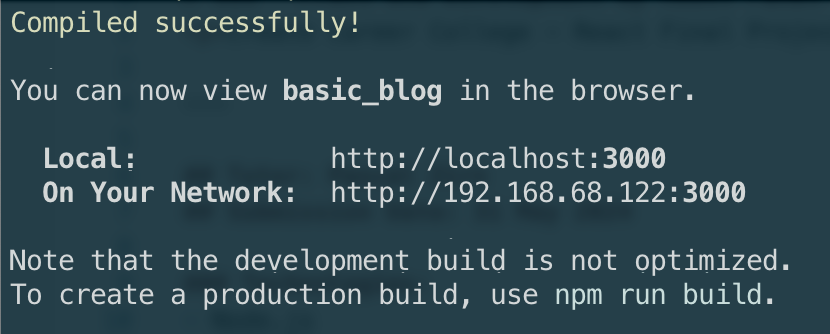 Compiled successfully!
You can now view basic_blog in the browser.
Local: http://localhost:3000
On Your Network: http://192.168.68.122:3000
Note that the development build is not optimized.
To create a production build, use npm run build.